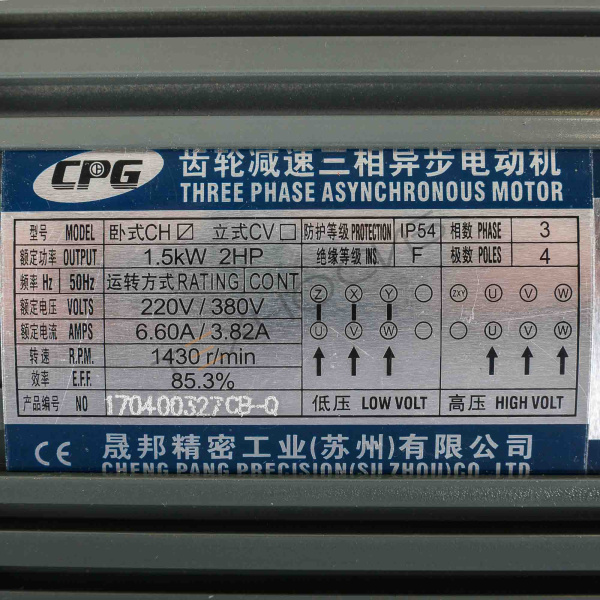 CPG 齿轮减速三相异步电动机
THREE PHASE ASYNCHRONOUS MOTOR
型号 MODEL 卧式CH☑ 立式CV☐ 防护等级 PROTECTION IP54 相数 PHASE 3
额定功率 OUTPUT 1.5kW 2HP 绝缘等级 INS. F 极数 POLES 4
频率 Hz 50Hz 运转方式 RATING CONT
额定电压 VOLTS 220V / 380V Z X Y ZXY U V W
额定电流 AMPS 6.60A / 3.82A U V W
转速 R.P.M. 1430 r/min
效率 E.F.F 85.3%
产品编号 NO 170400327CB-Q 低压 LOW VOLT 高压 HIGH VOLT
CE 晟邦精密工业(苏州)有限公司
CHENG PANG PRECISION(SU ZHOU)CO.,LTD